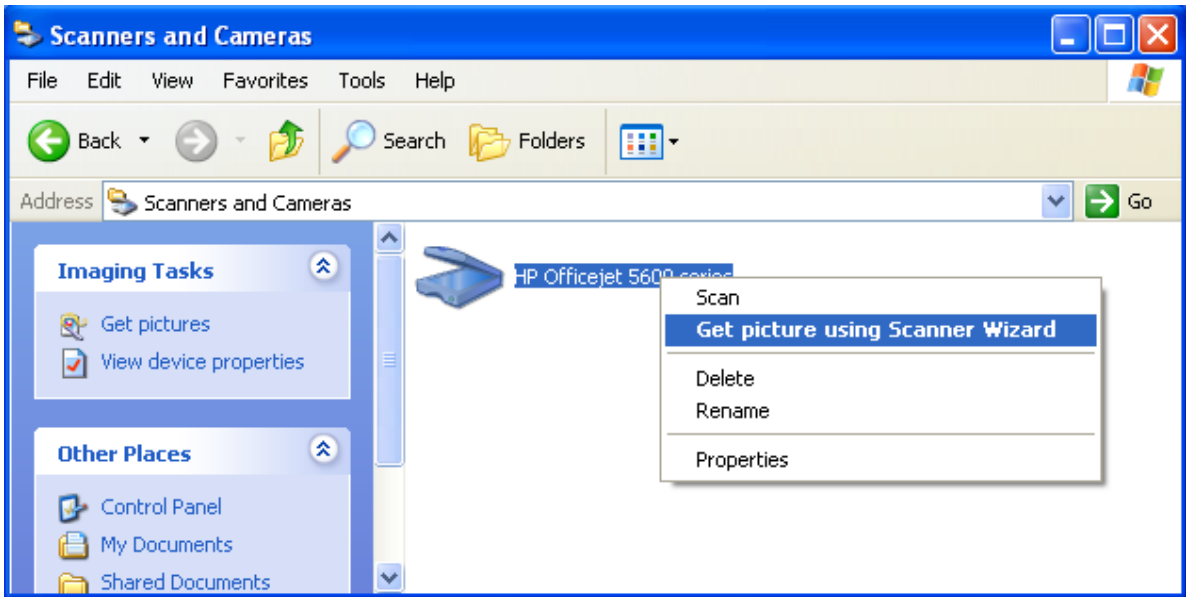 Scanners and Cameras
File Edit View Favorites Tools Help
Back Search Folders
Address Scanners and Cameras Go
Imaging Tasks
Get pictures
View device properties
Other Places
Control Panel
My Documents
Shared Documents
HP Officejet 5600 series
Scan
Get picture using Scanner Wizard
Delete
Rename
Properties